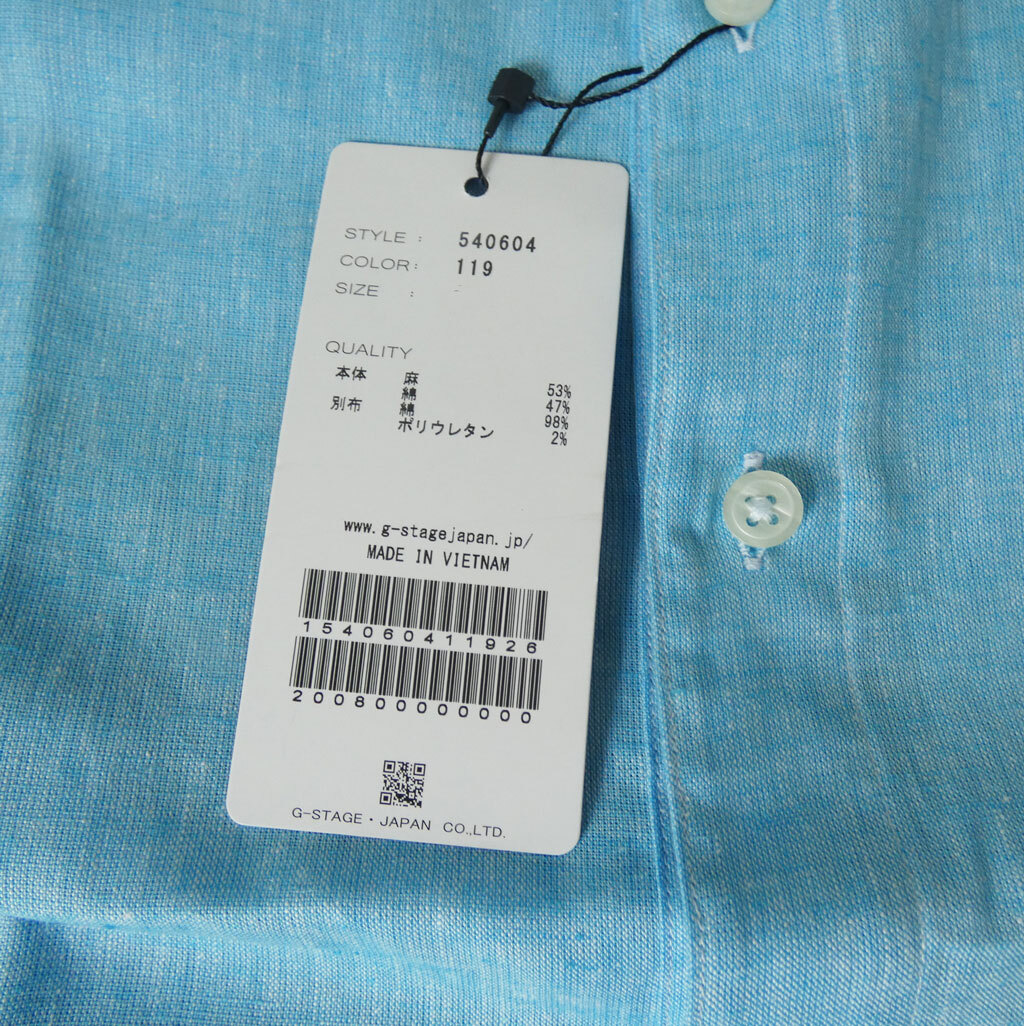 STYLE : 540604
COLOR: 119
SIZE : -
QUALITY
本体 麻 53%
綿 47%
別布 綿 98%
ポリウレタン 2%
www.g-stagejapan.jp/
MADE IN VIETNAM
154060411926
2008000000000
G-STAGE・JAPAN CO.,LTD.